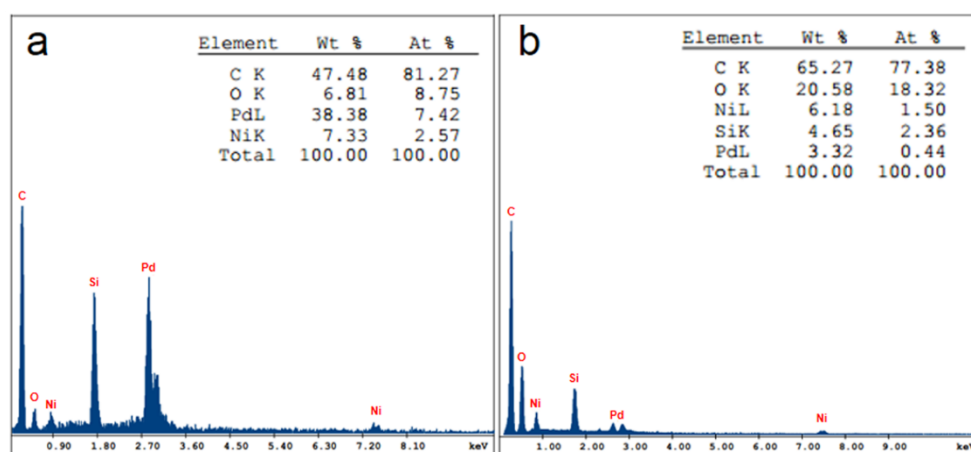 a
Element Wt % At %
C K 47.48 81.27
O K 6.81 8.75
PdL 38.38 7.42
NiK 7.33 2.57
Total 100.00 100.00
C
Si
Pd
O
Ni
Ni
0.90 1.80 2.70 3.60 4.50 5.40 6.30 7.20 8.10 keV
b
Element Wt % At %
C K 65.27 77.38
O K 20.58 18.32
NiL 6.18 1.50
SiK 4.65 2.36
PdL 3.32 0.44
Total 100.00 100.00
C
O
Si
Ni
Pd
Ni
1.00 2.00 3.00 4.00 5.00 6.00 7.00 8.00 9.00 keV